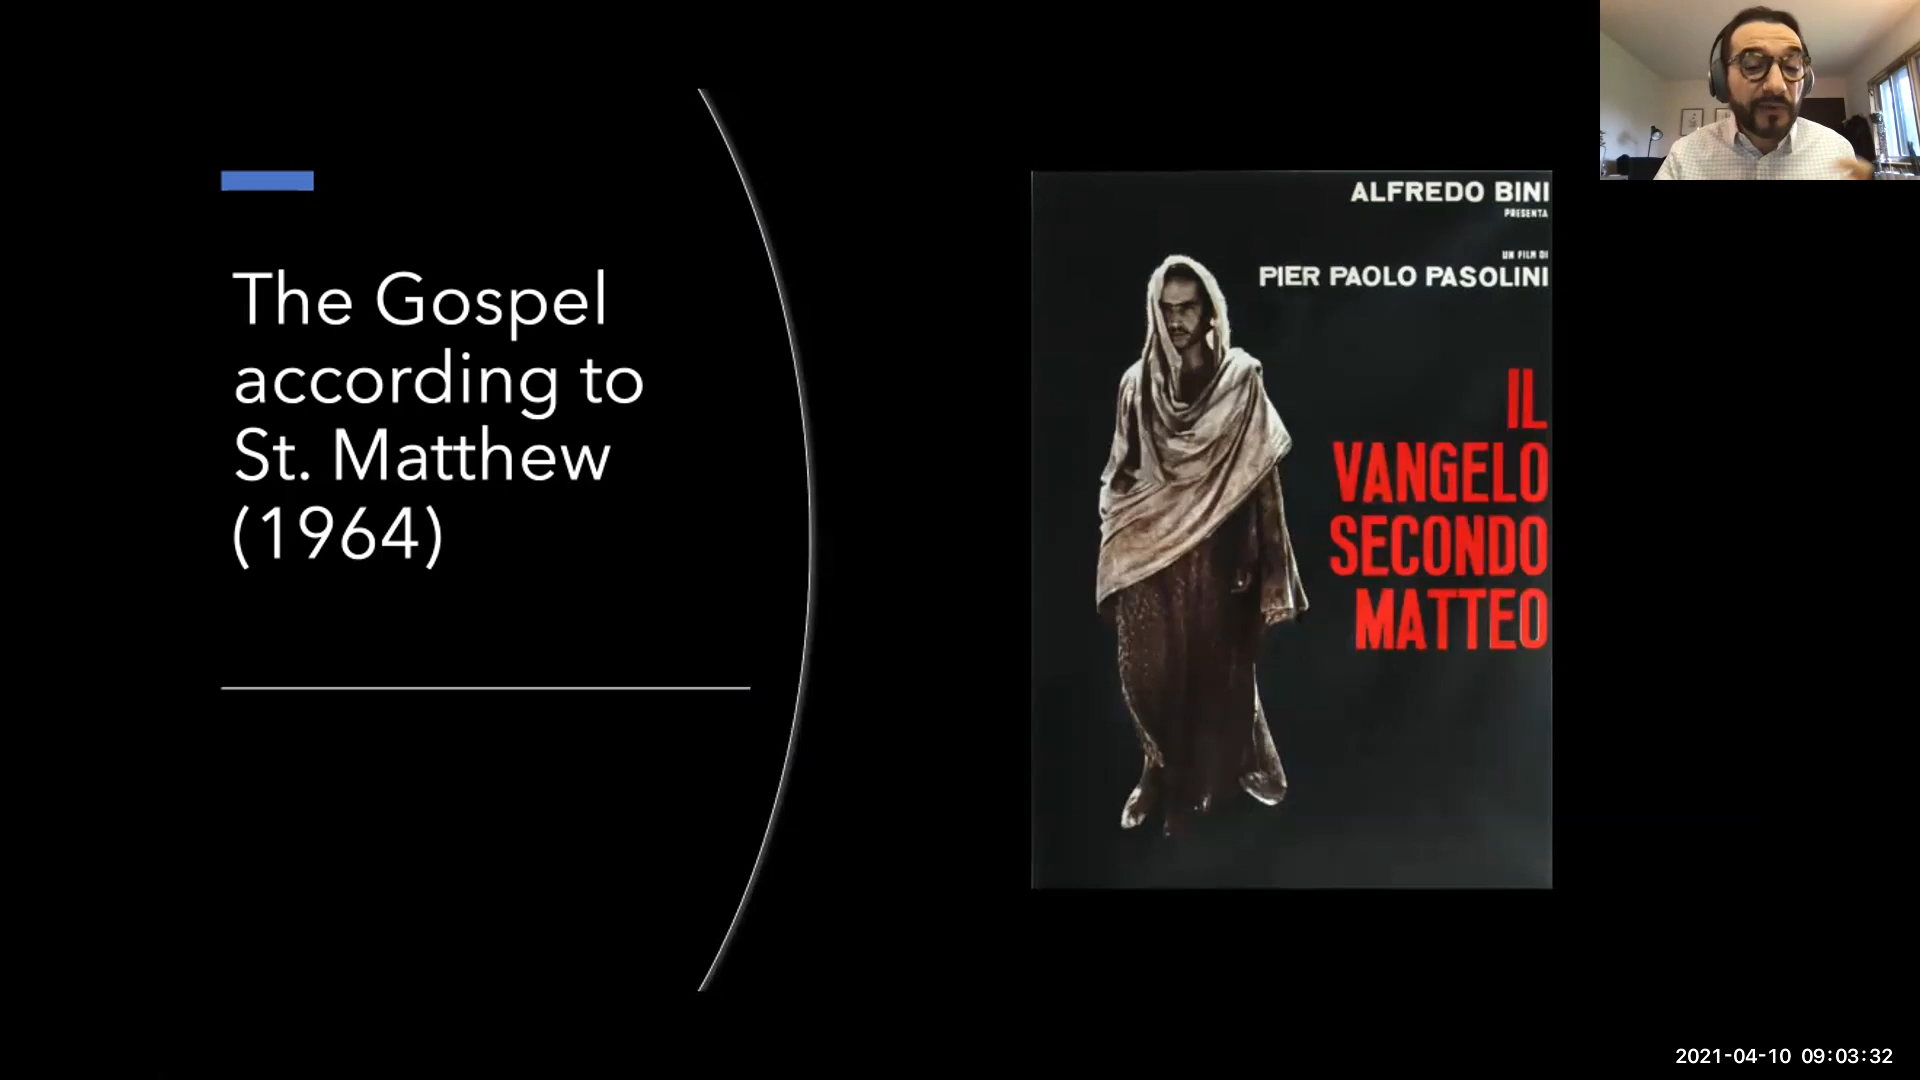 The Gospel
according to
St. Matthew
(1964)
ALFREDO BINI
PRESENTA
UN FILM DI
PIER PAOLO PASOLINI
IL
VANGELO
SECONDO
MATTEO
2021-04-10 09:03:32